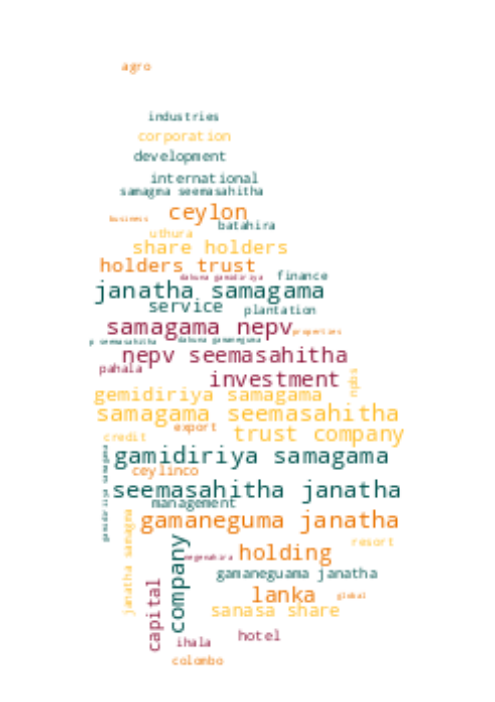 agro
industries
corporation
development
international
samagma seemasahitha
ceylon
business
batahira
uthura
share holders
holders trust
dakuna gamidiriya
finance
janatha samagama
service
plantation
samagama nepv
properties
p seemasahitha
dakuna gamaneguma
nepv seemasahitha
pahala
investment
npbs
gemidiriya samagama
samagama seemasahitha
export
trust company
credit
gamidiriya samagama
ceylinco
gamidiriya samagama
seemasahitha janatha
management
gamaneguma janatha
janatha samagma
resort
holding
negenahira
company
gamaneguama janatha
capital
lanka
global
sanasa share
hotel
ihala
colombo